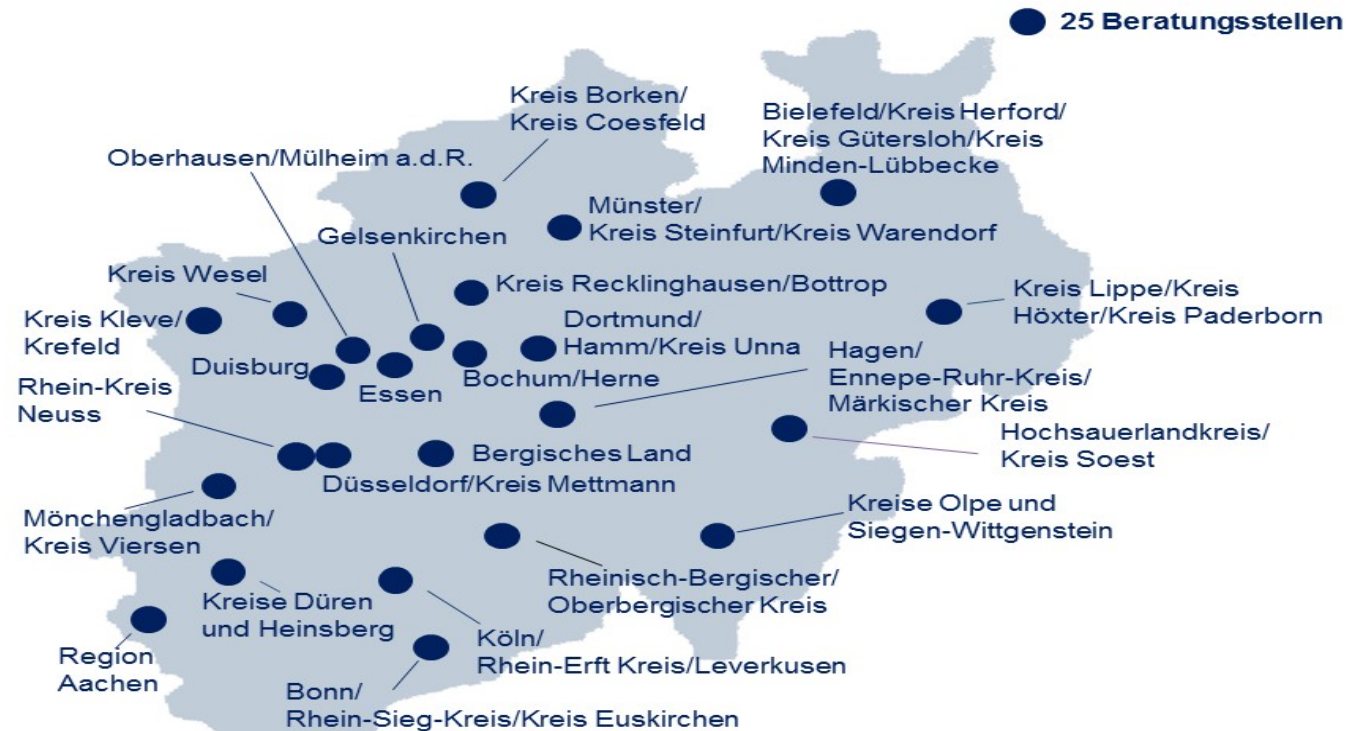 25 Beratungsstellen
Kreis Borken/
Kreis Coesfeld
Bielefeld/Kreis Herford/
Kreis Gütersloh/Kreis
Minden-Lübbecke
Oberhausen/Mülheim a.d.R.
Münster/
Kreis Steinfurt/Kreis Warendorf
Gelsenkirchen
Kreis Wesel
Kreis Recklinghausen/Bottrop
Kreis Lippe/Kreis
Höxter/Kreis Paderborn
Kreis Kleve/
Krefeld
Dortmund/
Hamm/Kreis Unna
Duisburg
Essen
Bochum/Herne
Hagen/
Ennepe-Ruhr-Kreis/
Märkischer Kreis
Rhein-Kreis
Neuss
Hochsauerlandkreis/
Kreis Soest
Bergisches Land
Düsseldorf/Kreis Mettmann
Mönchengladbach/
Kreis Viersen
Kreise Olpe und
Siegen-Wittgenstein
Rheinisch-Bergischer/
Oberbergischer Kreis
Kreise Düren
und Heinsberg
Köln/
Rhein-Erft Kreis/Leverkusen
Region
Aachen
Bonn/
Rhein-Sieg-Kreis/Kreis Euskirchen